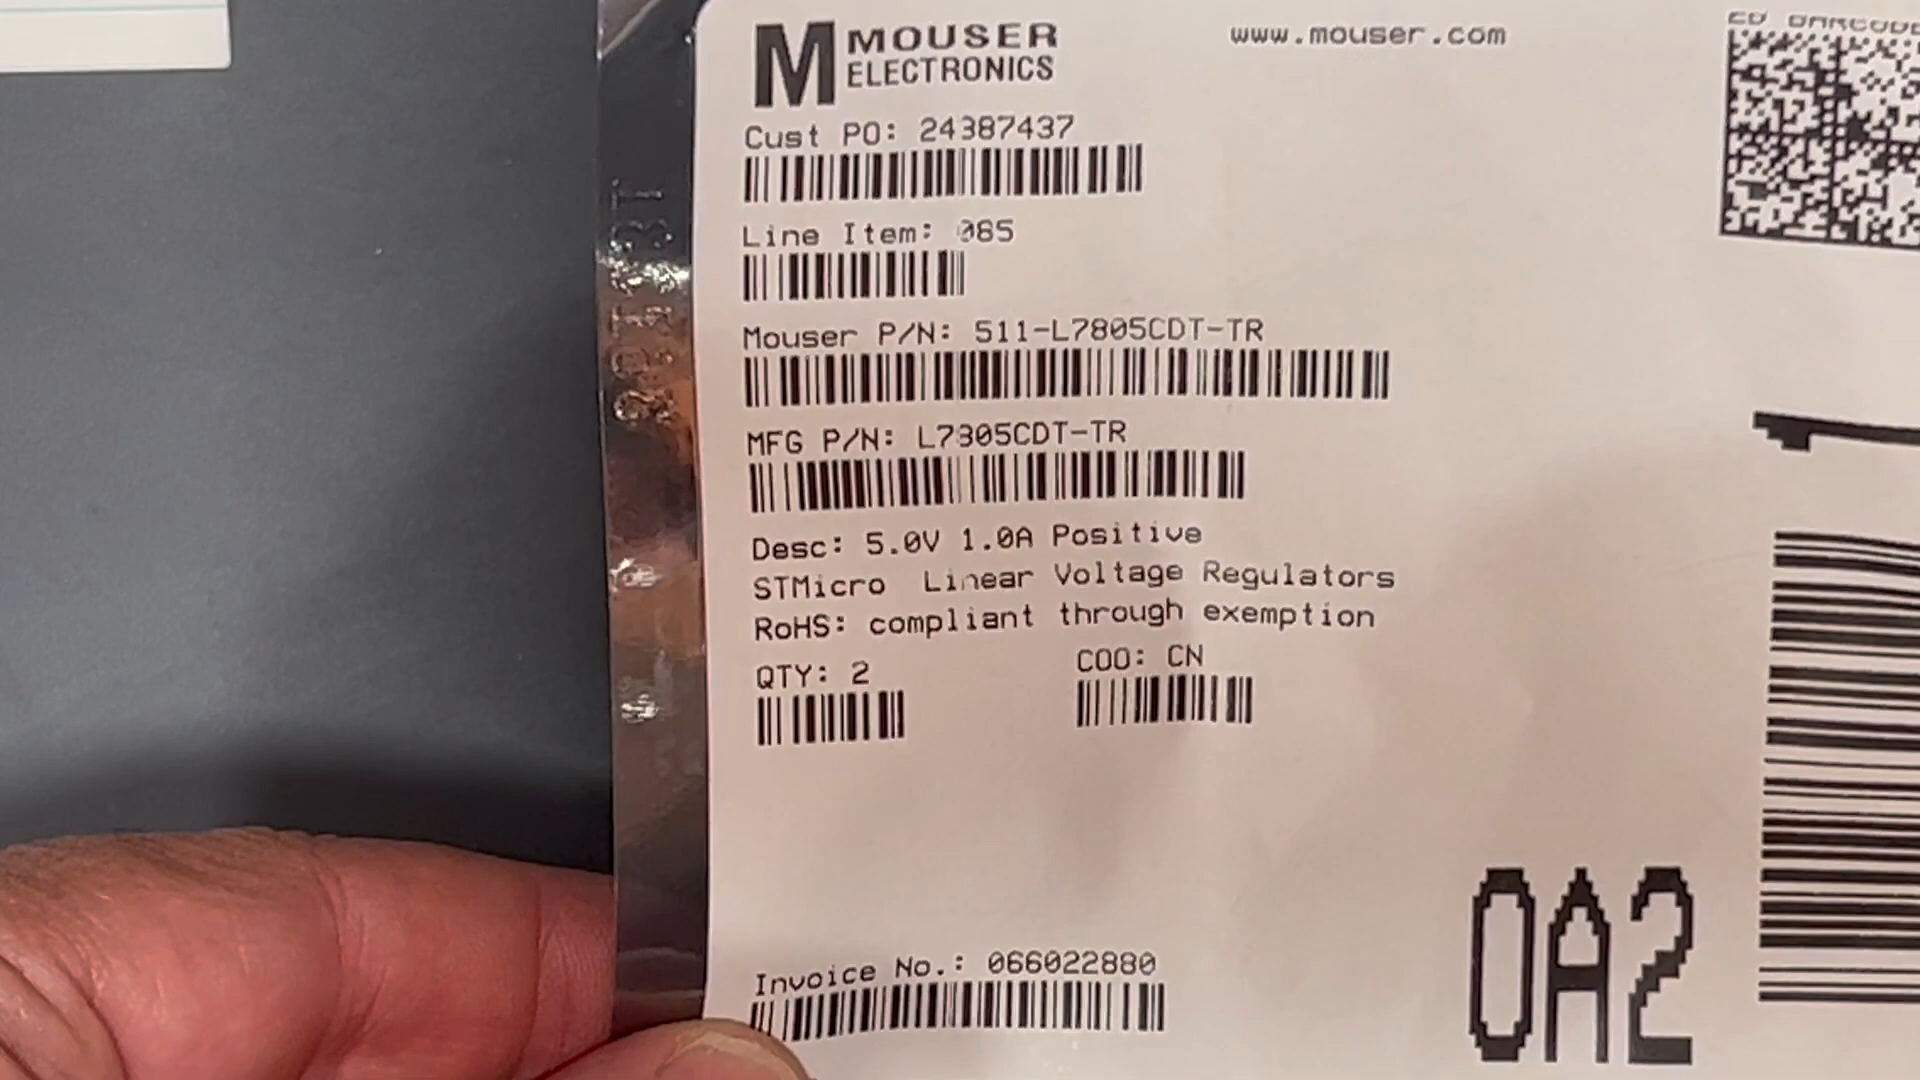 MOUSER
ELECTRONICS
www.mouser.com
Cust PO: 24387437
Line Item: 085
Mouser P/N: 511-L7805CDT-TR
MFG P/N: L7805CDT-TR
Desc: 5.0V 1.0A Positive
STMicro Linear Voltage Regulators
RoHS: compliant through exemption
QTY: 2
COO: CN
Invoice No.: 066022880
0A2